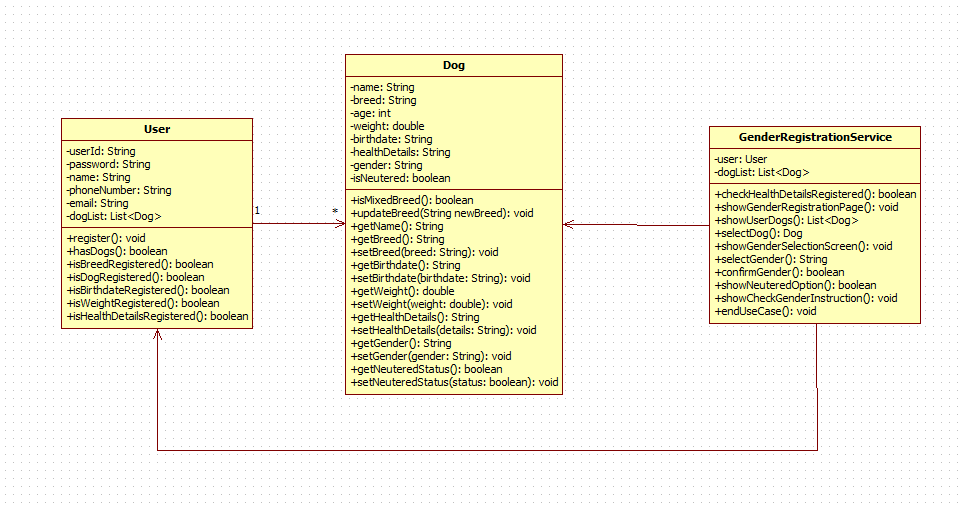 User
-userId: String
-password: String
-name: String
-phoneNumber: String
-email: String
-dogList: List<Dog>
+register(): void
+hasDogs(): boolean
+isBreedRegistered(): boolean
+isDogRegistered(): boolean
+isBirthdateRegistered(): boolean
+isWeightRegistered(): boolean
+isHealthDetailsRegistered(): boolean
1
*
Dog
-name: String
-breed: String
-age: int
-weight: double
-birthdate: String
-healthDetails: String
-gender: String
-isNeutered: boolean
+isMixedBreed(): boolean
+updateBreed(String newBreed): void
+getName(): String
+getBreed(): String
+setBreed(breed: String): void
+getBirthdate(): String
+setBirthdate(birthdate: String): void
+getWeight(): double
+setWeight(weight: double): void
+getHealthDetails(): String
+setHealthDetails(details: String): void
+getGender(): String
+setGender(gender: String): void
+getNeuteredStatus(): boolean
+setNeuteredStatus(status: boolean): void
GenderRegistrationService
-user: User
-dogList: List<Dog>
+checkHealthDetailsRegistered(): boolean
+showGenderRegistrationPage(): void
+showUserDogs(): List<Dog>
+selectDog(): Dog
+showGenderSelectionScreen(): void
+selectGender(): String
+confirmGender(): boolean
+showNeuteredOption(): boolean
+showCheckGenderInstruction(): void
+endUseCase(): void